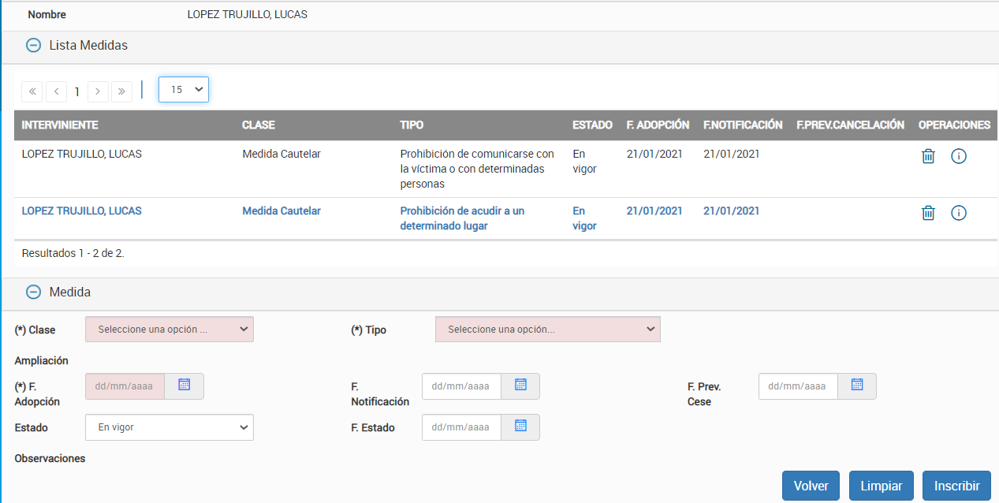 Nombre LOPEZ TRUJILLO, LUCAS
Lista Medidas
« ‹ 1 › » 15
INTERVINIENTE CLASE TIPO ESTADO F. ADOPCIÓN F.NOTIFICACIÓN F.PREV.CANCELACIÓN OPERACIONES
LOPEZ TRUJILLO, LUCAS Medida Cautelar Prohibición de comunicarse con En 21/01/2021 21/01/2021
la víctima o con determinadas vigor
personas
LOPEZ TRUJILLO, LUCAS Medida Cautelar Prohibición de acudir a un En 21/01/2021 21/01/2021
determinado lugar vigor
Resultados 1 - 2 de 2.
Medida
(*) Clase Seleccione una opción ... (*) Tipo Seleccione una opción...
Ampliación
(*) F. dd/mm/aaaa F. dd/mm/aaaa F. Prev. dd/mm/aaaa
Adopción Notificación Cese
Estado En vigor F. Estado dd/mm/aaaa
Observaciones
Volver Limpiar Inscribir